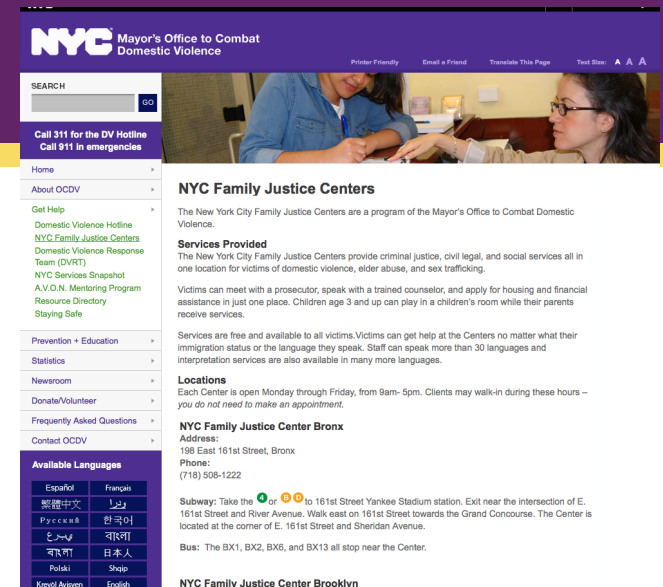 NYC Mayor's Office to Combat
Domestic Violence
Printer Friendly Email a Friend Translate This Page Text Size: A A A
SEARCH
GO
Call 311 for the DV Hotline
Call 911 in emergencies
Home
About OCDV
Get Help
Domestic Violence Hotline
NYC Family Justice Centers
Domestic Violence Response
Team (DVRT)
NYC Services Snapshot
A.V.O.N. Mentoring Program
Resource Directory
Staying Safe
Prevention + Education
Statistics
Newsroom
Donate/Volunteer
Frequently Asked Questions
Contact OCDV
Available Languages
Español Français
繁體中文
Русский 한국어
বাংলা
বাংলা 日本人
Polski Shqip
Kreyòl Ayisyen English
NYC Family Justice Centers
The New York City Family Justice Centers are a program of the Mayor's Office to Combat Domestic
Violence.
Services Provided
The New York City Family Justice Centers provide criminal justice, civil legal, and social services all in
one location for victims of domestic violence, elder abuse, and sex trafficking.
Victims can meet with a prosecutor, speak with a trained counselor, and apply for housing and financial
assistance in just one place. Children age 3 and up can play in a children's room while their parents
receive services.
Services are free and available to all victims.Victims can get help at the Centers no matter what their
immigration status or the language they speak. Staff can speak more than 30 languages and
interpretation services are also available in many more languages.
Locations
Each Center is open Monday through Friday, from 9am- 5pm. Clients may walk-in during these hours –
you do not need to make an appointment.
NYC Family Justice Center Bronx
Address:
198 East 161st Street, Bronx
Phone:
(718) 508-1222
Subway: Take the 4 or B D to 161st Street Yankee Stadium station. Exit near the intersection of E.
161st Street and River Avenue. Walk east on 161st Street towards the Grand Concourse. The Center is
located at the corner of E. 161st Street and Sheridan Avenue.
Bus: The BX1, BX2, BX6, and BX13 all stop near the Center.
NYC Family Justice Center Brooklyn